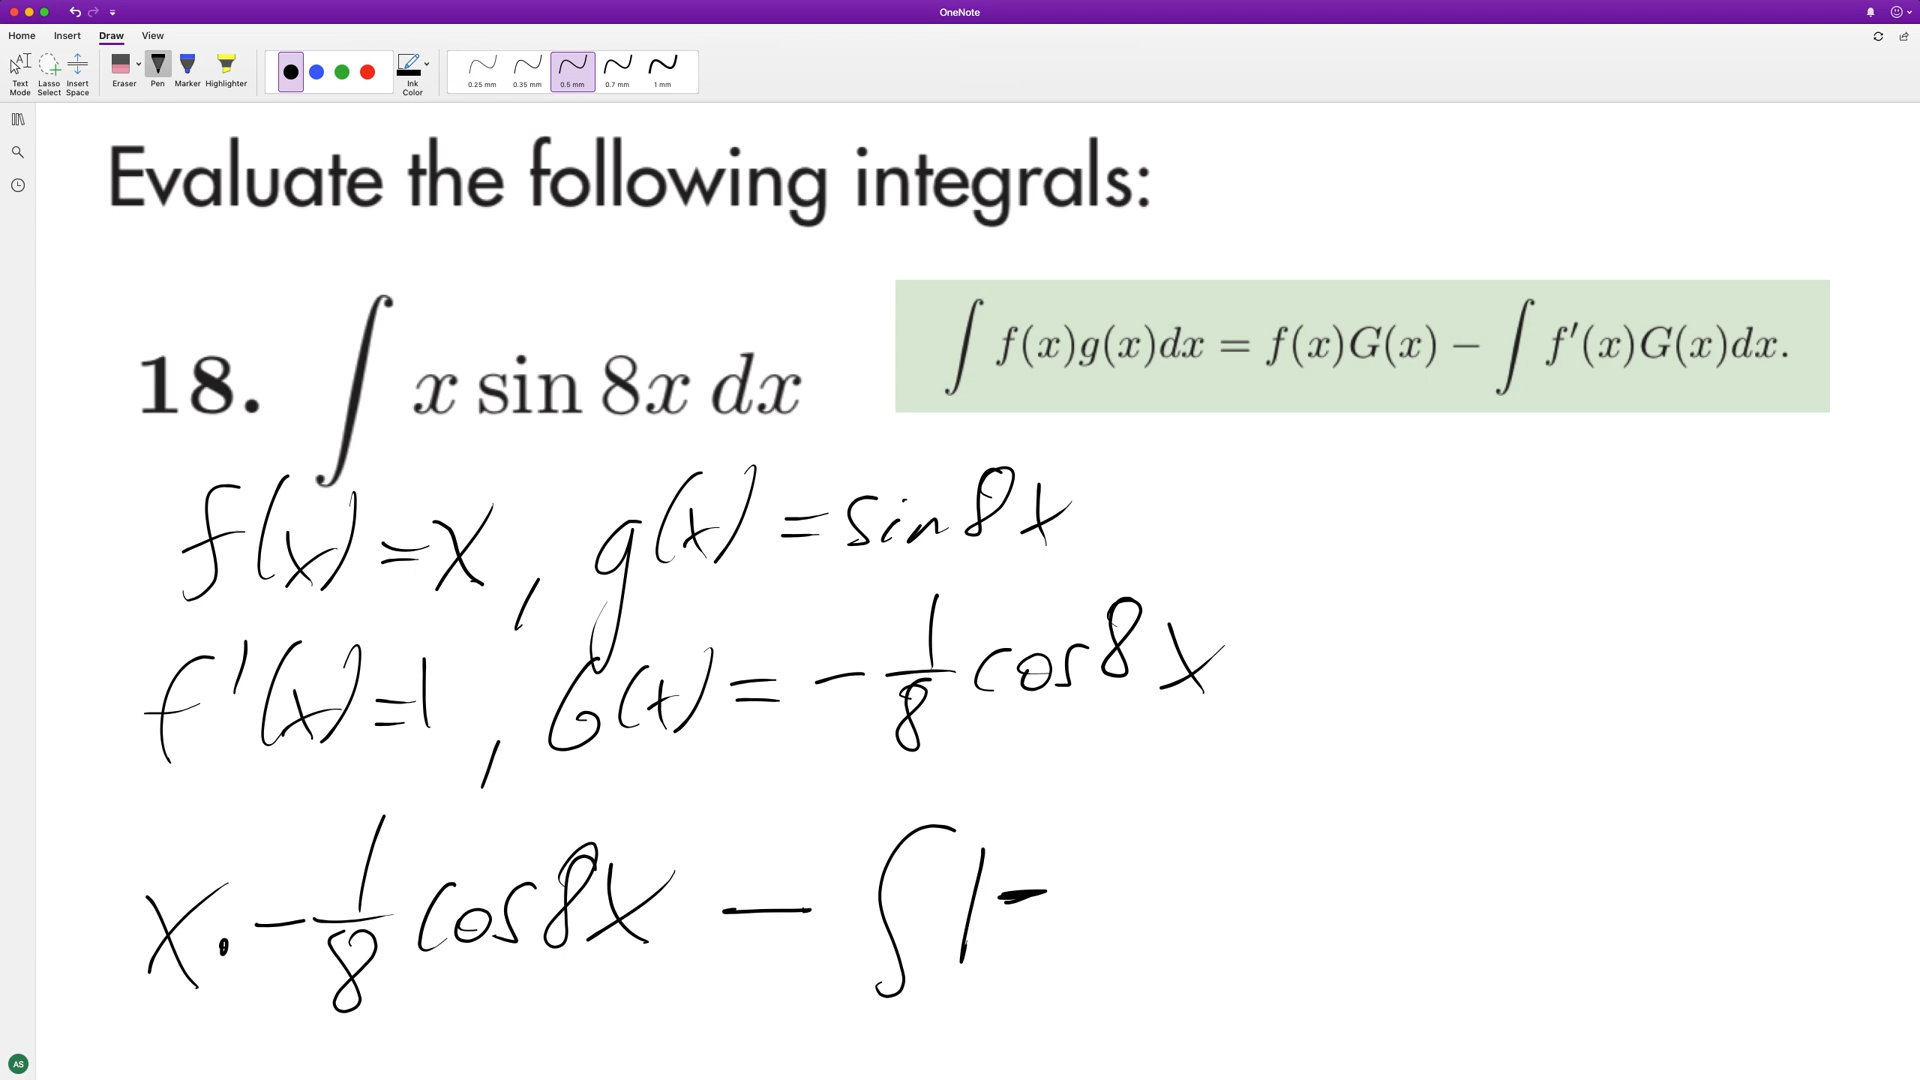 OneNote
Home Insert Draw View
Text Mode Lasso Select Insert Space Eraser Pen Marker Highlighter Ink Color 0.25 mm 0.35 mm 0.5 mm 0.7 mm 1 mm
Evaluate the following integrals:
18. ∫ x sin 8x dx
∫ f(x)g(x)dx = f(x)G(x) − ∫ f′(x)G(x)dx.
f(x) = x, g(x) = sin 8x
f'(x) = 1, G(x) = -1/8 cos 8x
x · -1/8 cos 8x - ∫ 1 -
AS